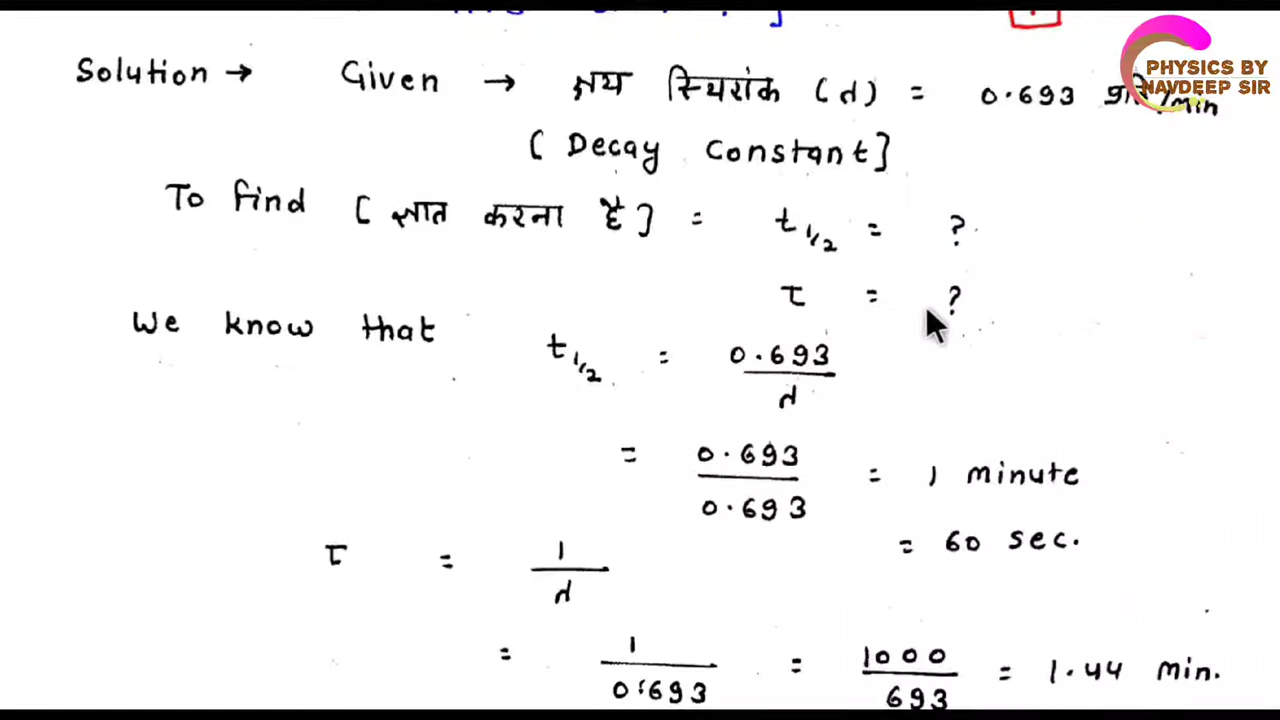 PHYSICS BY
NAVDEEP SIR
Solution → Given → क्षय स्थिरांक (λ) = 0.693 /min
[Decay Constant]
To find [ज्ञात करना है] = t1/2 = ?
τ = ?
We know that t1/2 = 0.693/λ
= 0.693/0.693 = 1 minute
= 60 sec.
τ = 1/λ
= 1/0.693 = 1000/693 = 1.44 min.